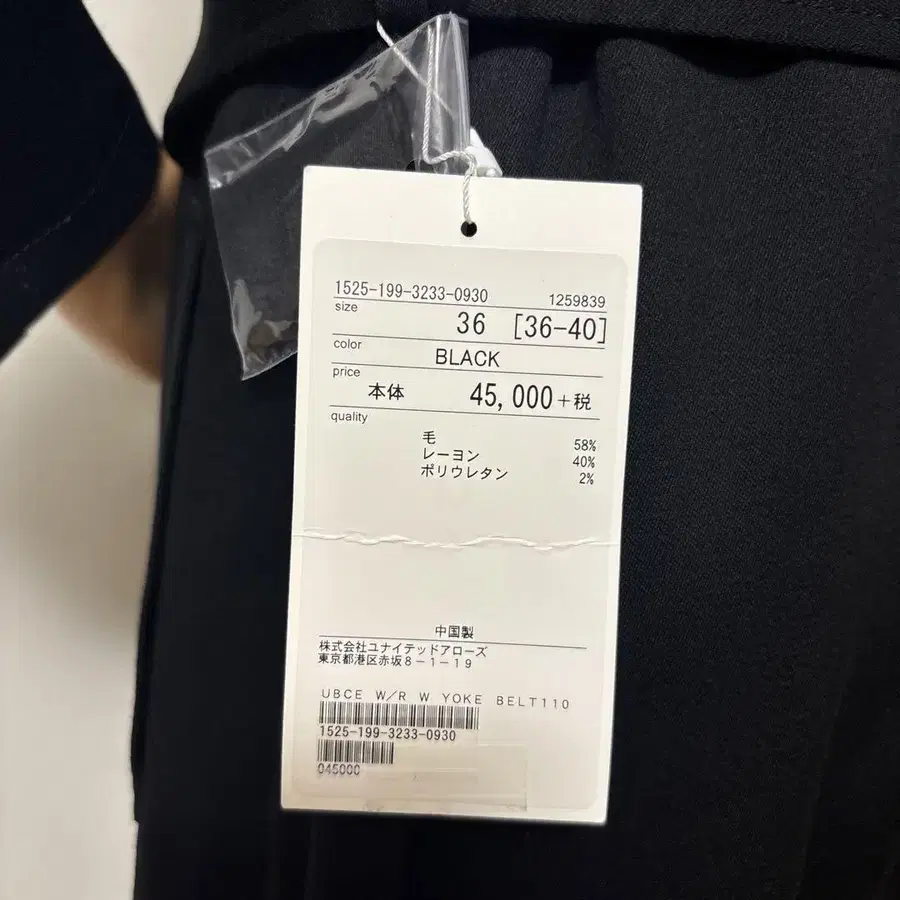 1525-199-3233-0930 1259839
size
36 [36-40]
color
BLACK
price
本体 45,000+税
quality
毛 58%
レーヨン 40%
ポリウレタン 2%
中国製
株式会社ユナイテッドアローズ
東京都港区赤坂8-1-19
UBCE W/R W YOKE BELT110
1525-199-3233-0930
045000